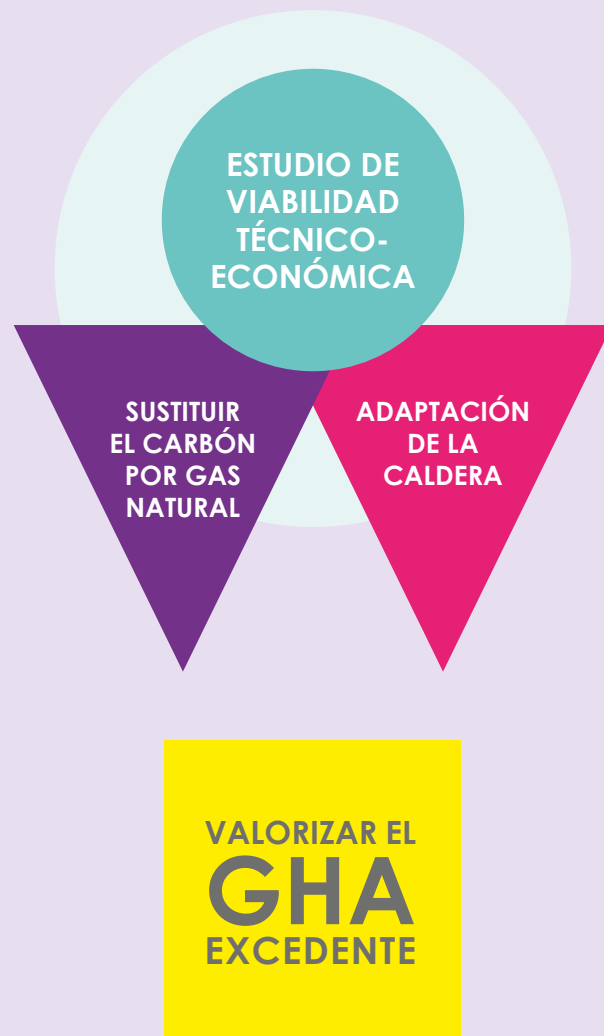 ESTUDIO DE
VIABILIDAD
TÉCNICO-
ECONÓMICA
SUSTITUIR
EL CARBÓN
POR GAS
NATURAL
ADAPTACIÓN
DE LA
CALDERA
VALORIZAR EL
GHA
EXCEDENTE